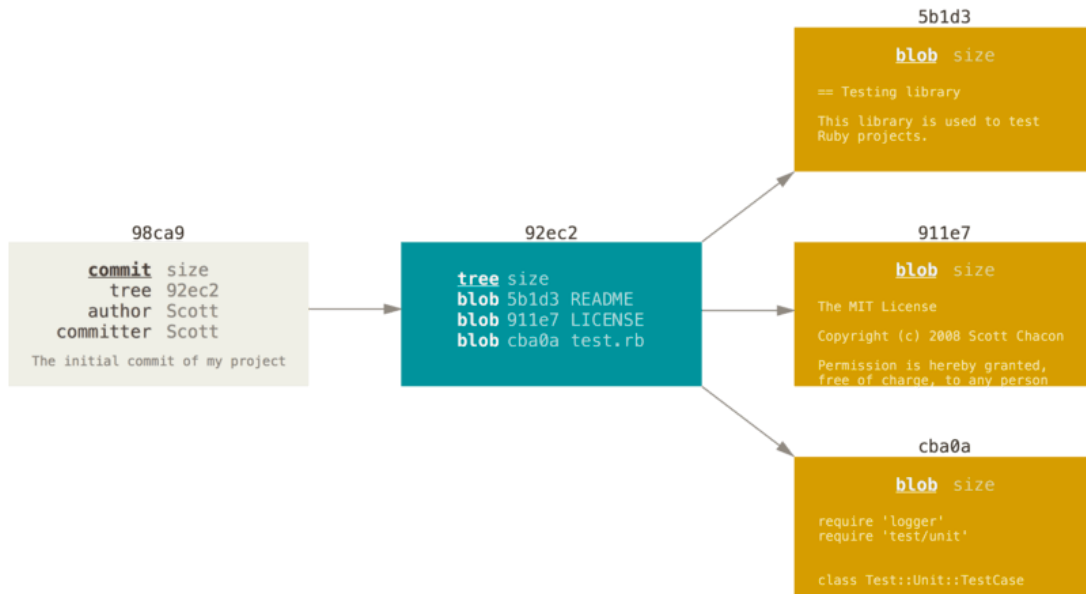 98ca9
commit size
tree 92ec2
author Scott
committer Scott
The initial commit of my project
92ec2
tree size
blob 5b1d3 README
blob 911e7 LICENSE
blob cba0a test.rb
5b1d3
blob size
== Testing library
This library is used to test
Ruby projects.
911e7
blob size
The MIT License
Copyright (c) 2008 Scott Chacon
Permission is hereby granted,
free of charge, to any person
cba0a
blob size
require 'logger'
require 'test/unit'
class Test::Unit::TestCase